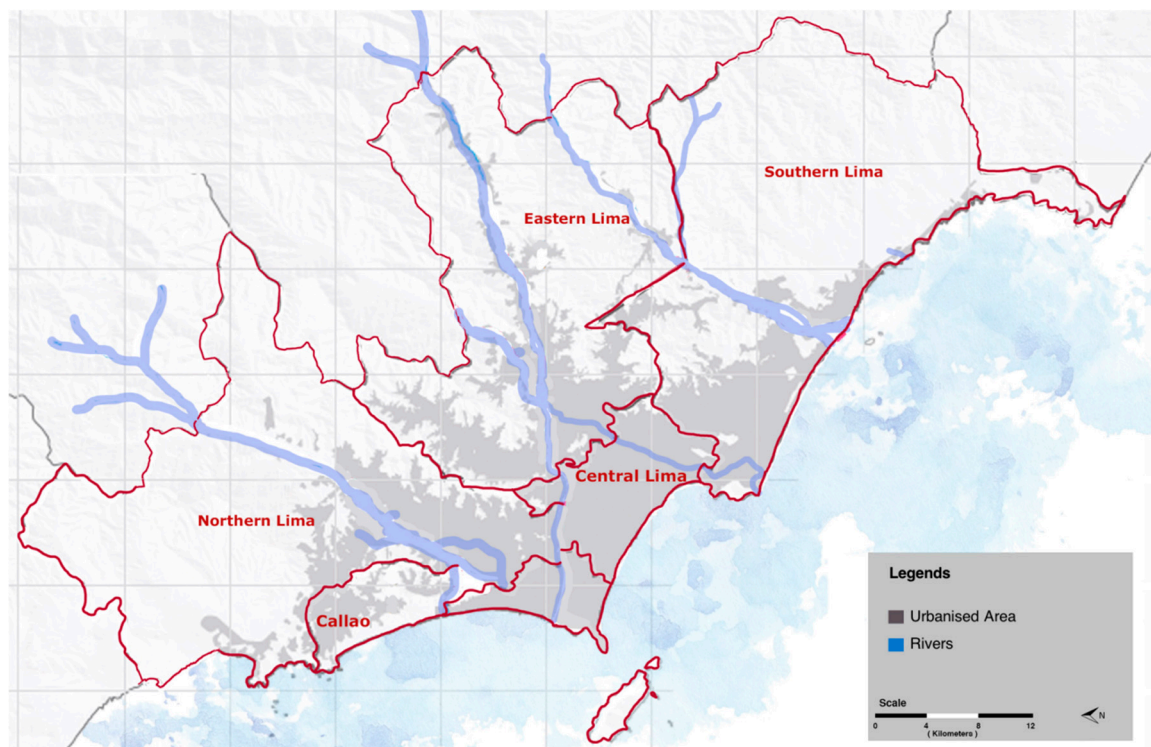 Southern Lima
Eastern Lima
Central Lima
Northern Lima
Callao
Legends
Urbanised Area
Rivers
Scale
N
0 4 8 12
( Kilometers )